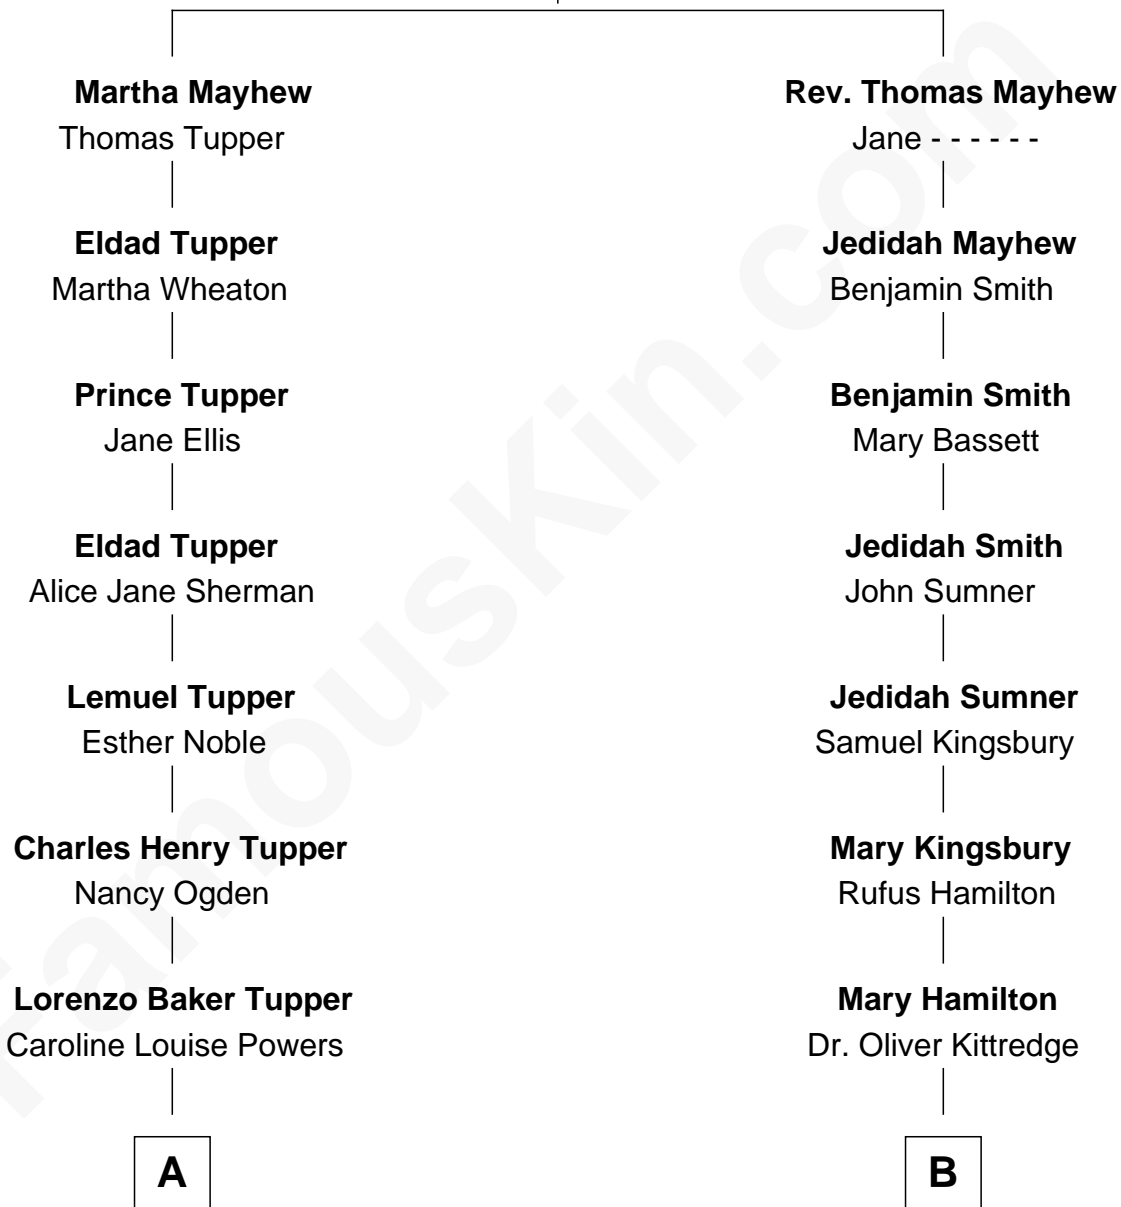 Martha Mayhew
Thomas Tupper
Eldad Tupper
Martha Wheaton
Prince Tupper
Jane Ellis
Eldad Tupper
Alice Jane Sherman
Lemuel Tupper
Esther Noble
Charles Henry Tupper
Nancy Ogden
Lorenzo Baker Tupper
Caroline Louise Powers
A
Rev. Thomas Mayhew
Jane - - - - - -
Jedidah Mayhew
Benjamin Smith
Benjamin Smith
Mary Bassett
Jedidah Smith
John Sumner
Jedidah Sumner
Samuel Kingsbury
Mary Kingsbury
Rufus Hamilton
Mary Hamilton
Dr. Oliver Kittredge
B
FamousKin.com